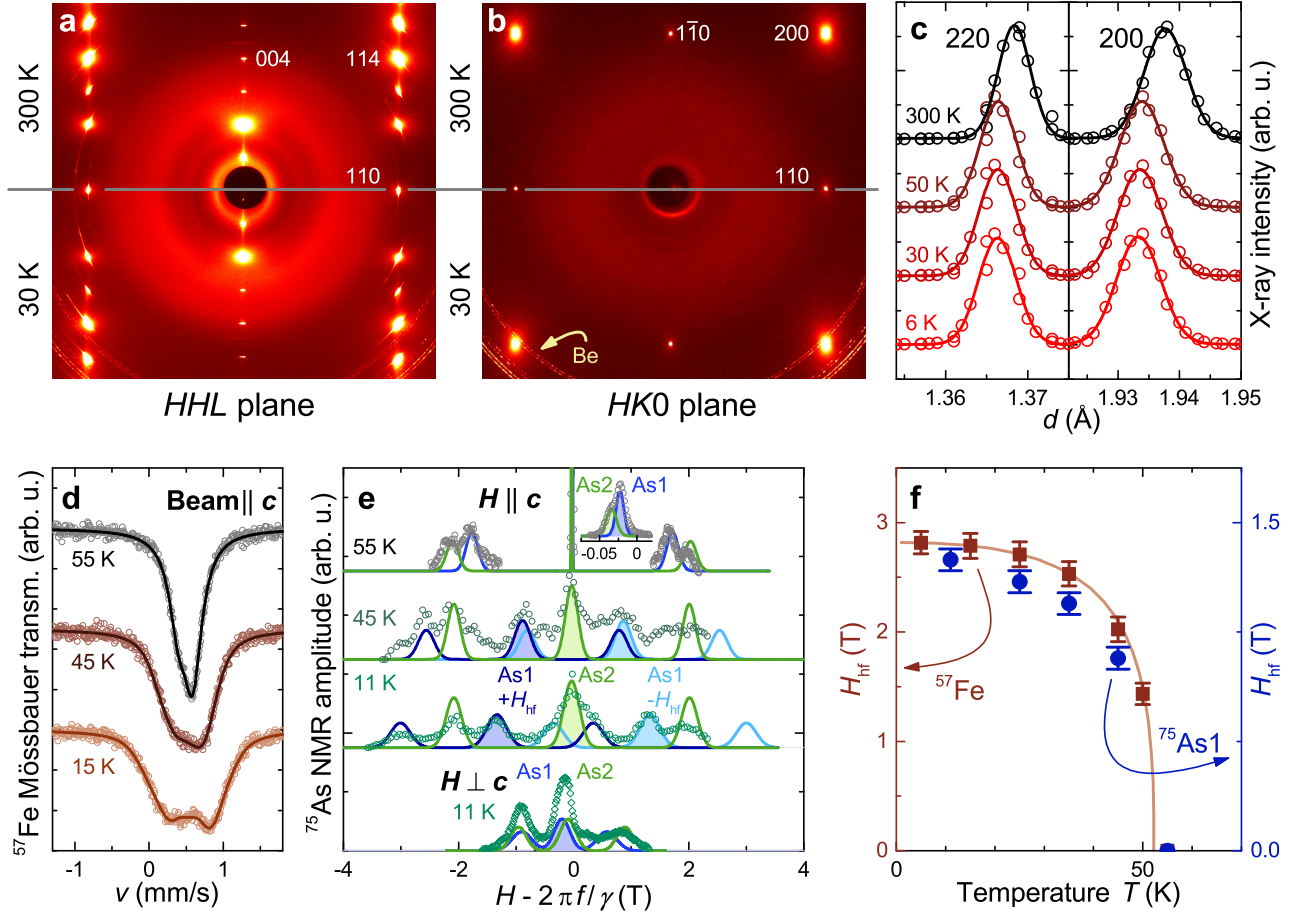 a
004
114
300 K
110
30 K
HHL plane
b
11̅0
200
300 K
110
30 K
Be
HK0 plane
c
220
200
300 K
50 K
30 K
6 K
1.36
1.37
1.93
1.94
1.95
d (Å)
X-ray intensity (arb. u.)
d
Beam|| c
55 K
45 K
15 K
-1
0
1
v (mm/s)
⁵⁷Fe Mössbauer transm. (arb. u.)
e
H || c
As2
As1
-0.05
0
55 K
45 K
11 K
As1
+Hhf
As2
As1
-Hhf
H ⊥ c
11 K
As1
As2
-4
-2
0
2
4
H - 2πf/γ(T)
⁷⁵As NMR amplitude (arb. u.)
f
3
2
1
0
Hhf (T)
⁵⁷Fe
⁷⁵As1
1.5
0.0
Hhf (T)
0
50
Temperature T (K)